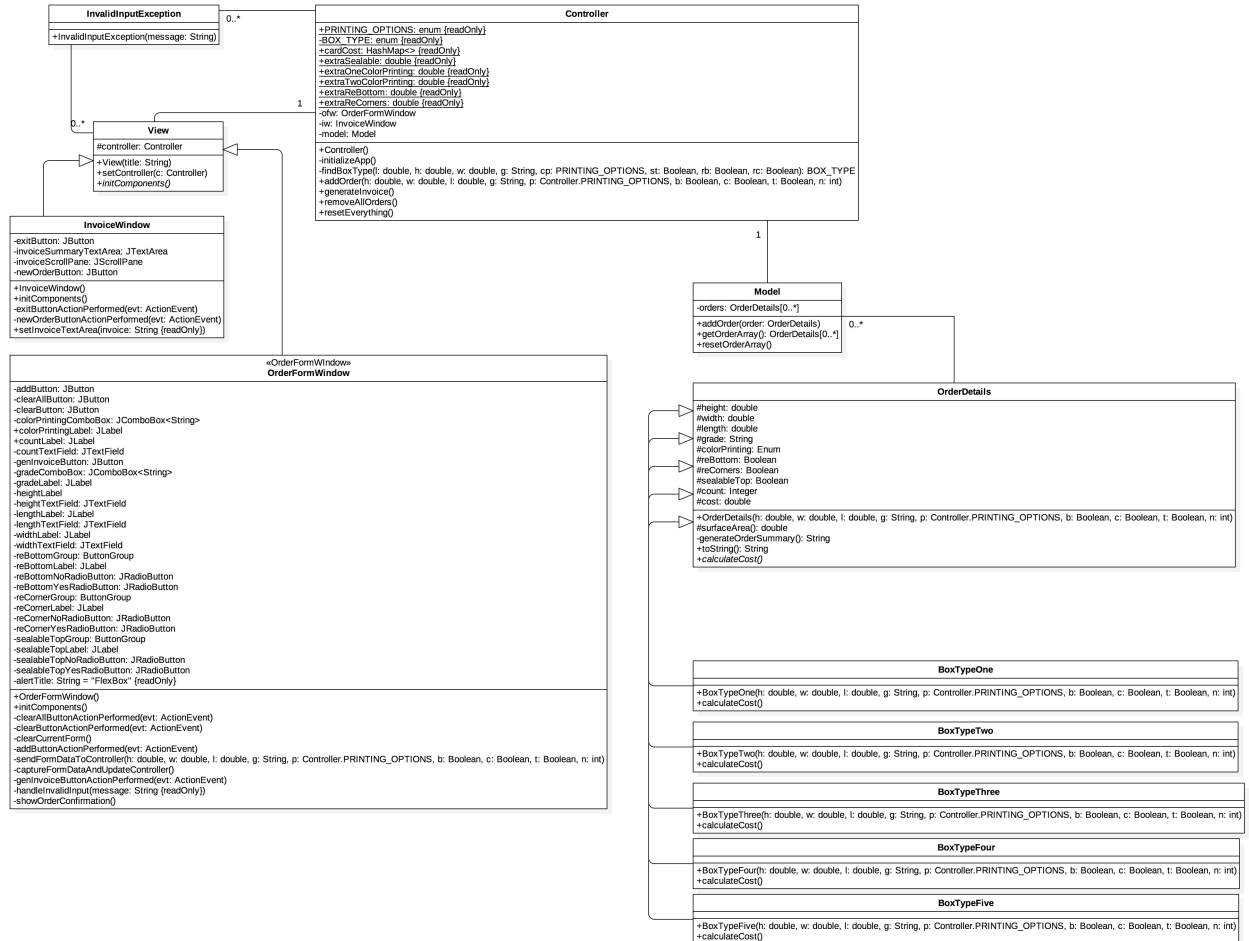 InvalidInputException
+InvalidInputException(message: String)
0..*
Controller
+PRINTING_OPTIONS: enum {readOnly}
-BOX_TYPE: enum {readOnly}
+cardCost: HashMap<> {readOnly}
+extraSealable: double {readOnly}
+extraOneColorPrinting: double {readOnly}
+extraTwoColorPrinting: double {readOnly}
+extraReBottom: double {readOnly}
+extraReCorners: double {readOnly}
-ofw: OrderFormWindow
-iw: InvoiceWindow
-model: Model
+Controller()
-initializeApp()
-findBoxType(l: double, h: double, w: double, g: String, cp: PRINTING_OPTIONS, st: Boolean, rb: Boolean, rc: Boolean): BOX_TYPE
+addOrder(h: double, w: double, l: double, g: String, p: Controller.PRINTING_OPTIONS, b: Boolean, c: Boolean, t: Boolean, n: int)
+generateInvoice()
+removeAllOrders()
+resetEverything()
1
0..*
View
#controller: Controller
+View(title: String)
+setController(c: Controller)
+initComponents()
InvoiceWindow
-exitButton: JButton
-invoiceSummaryTextArea: JTextArea
-invoiceScrollPane: JScrollPane
-newOrderButton: JButton
+InvoiceWindow()
+initComponents()
-exitButtonActionPerformed(evt: ActionEvent)
-newOrderButtonActionPerformed(evt: ActionEvent)
+setInvoiceTextArea(invoice: String {readOnly})
1
Model
-orders: OrderDetails[0..*]
+addOrder(order: OrderDetails)
+getOrderArray(): OrderDetails[0..*]
+resetOrderArray()
0..*
«OrderFormWIndow»
OrderFormWindow
-addButton: JButton
-clearAllButton: JButton
-clearButton: JButton
-colorPrintingComboBox: JComboBox<String>
+colorPrintingLabel: JLabel
+countLabel: JLabel
-countTextField: JTextField
-genInvoiceButton: JButton
-gradeComboBox: JComboBox<String>
-gradeLabel: JLabel
-heightLabel
-heightTextField: JTextField
-lengthLabel: JLabel
-lengthTextField: JTextField
-widthLabel: JLabel
-widthTextField: JTextField
-reBottomGroup: ButtonGroup
-reBottomLabel: JLabel
-reBottomNoRadioButton: JRadioButton
-reBottomYesRadioButton: JRadioButton
-reCornerGroup: ButtonGroup
-reCornerLabel: JLabel
-reCornerNoRadioButton: JRadioButton
-reCornerYesRadioButton: JRadioButton
-sealableTopGroup: ButtonGroup
-sealableTopLabel: JLabel
-sealableTopNoRadioButton: JRadioButton
-sealableTopYesRadioButton: JRadioButton
-alertTitle: String = "FlexBox" {readOnly}
+OrderFormWindow()
+initComponents()
-clearAllButtonActionPerformed(evt: ActionEvent)
-clearButtonActionPerformed(evt: ActionEvent)
-clearCurrentForm()
-addButtonActionPerformed(evt: ActionEvent)
-sendFormDataToController(h: double, w: double, l: double, g: String, p: Controller.PRINTING_OPTIONS, b: Boolean, c: Boolean, t: Boolean, n: int)
-captureFormDataAndUpdateController()
-genInvoiceButtonActionPerformed(evt: ActionEvent)
-handleInvalidInput(message: String {readOnly})
-showOrderConfirmation()
OrderDetails
#height: double
#width: double
#length: double
#grade: String
#colorPrinting: Enum
#reBottom: Boolean
#reCorners: Boolean
#sealableTop: Boolean
#count: Integer
#cost: double
+OrderDetails(h: double, w: double, l: double, g: String, p: Controller.PRINTING_OPTIONS, b: Boolean, c: Boolean, t: Boolean, n: int)
#surfaceArea(): double
-generateOrderSummary(): String
+toString(): String
+calculateCost()
BoxTypeOne
+BoxTypeOne(h: double, w: double, l: double, g: String, p: Controller.PRINTING_OPTIONS, b: Boolean, c: Boolean, t: Boolean, n: int)
+calculateCost()
BoxTypeTwo
+BoxTypeTwo(h: double, w: double, l: double, g: String, p: Controller.PRINTING_OPTIONS, b: Boolean, c: Boolean, t: Boolean, n: int)
+calculateCost()
BoxTypeThree
+BoxTypeThree(h: double, w: double, l: double, g: String, p: Controller.PRINTING_OPTIONS, b: Boolean, c: Boolean, t: Boolean, n: int)
+calculateCost()
BoxTypeFour
+BoxTypeFour(h: double, w: double, l: double, g: String, p: Controller.PRINTING_OPTIONS, b: Boolean, c: Boolean, t: Boolean, n: int)
+calculateCost()
BoxTypeFive
+BoxTypeFive(h: double, w: double, l: double, g: String, p: Controller.PRINTING_OPTIONS, b: Boolean, c: Boolean, t: Boolean, n: int)
+calculateCost()